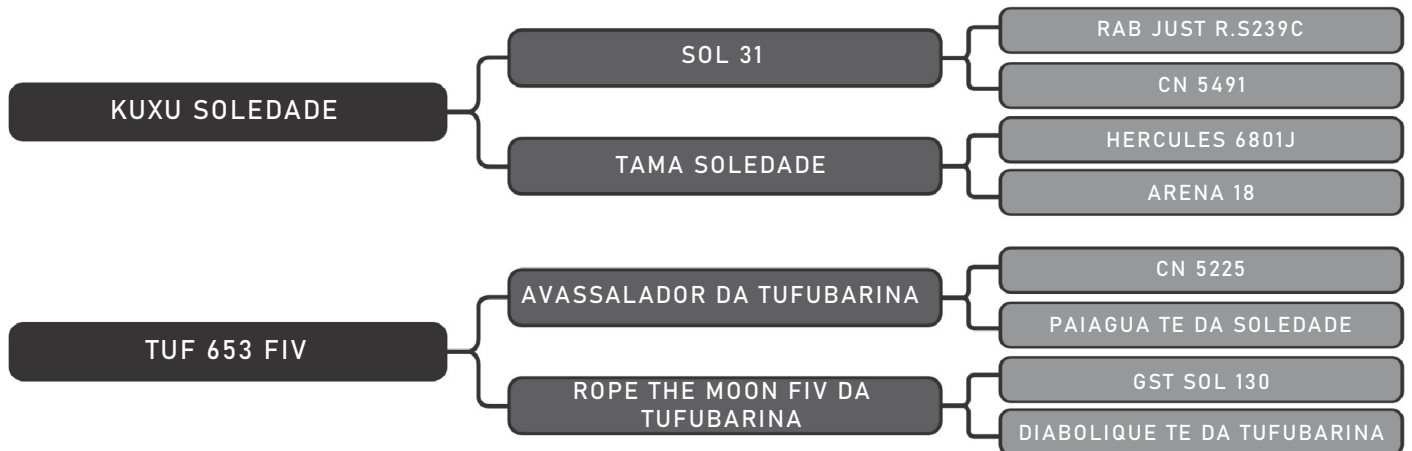 RAB JUST R.S239C
SOL 31
CN 5491
KUXU SOLEDADE
HERCULES 6801J
TAMA SOLEDADE
ARENA 18
CN 5225
AVASSALADOR DA TUFUBARINA
PAIAGUA TE DA SOLEDADE
TUF 653 FIV
GST SOL 130
ROPE THE MOON FIV DA
TUFUBARINA
DIABOLIQUE TE DA TUFUBARINA